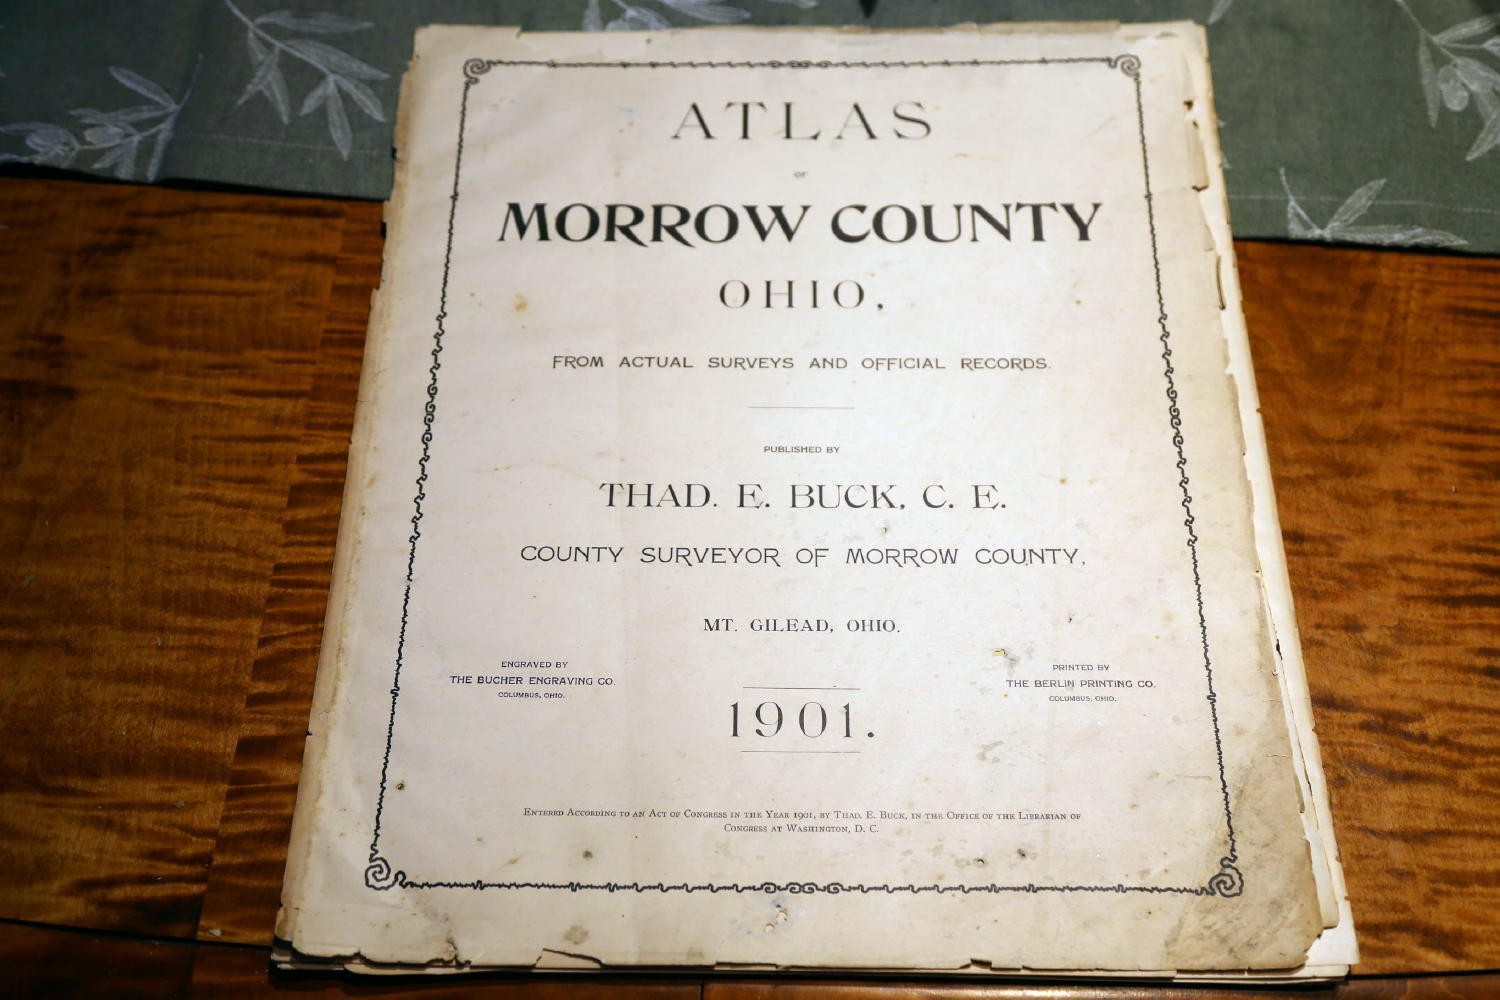 ATLAS
OF
MORROW COUNTY
OHIO,
FROM ACTUAL SURVEYS AND OFFICIAL RECORDS.
PUBLISHED BY
THAD. E. BUCK, C. E.
COUNTY SURVEYOR OF MORROW COUNTY,
MT. GILEAD, OHIO.
ENGRAVED BY
THE BUCHER ENGRAVING CO.
COLUMBUS, OHIO.
PRINTED BY
THE BERLIN PRINTING CO.
COLUMBUS, OHIO.
1901.
ENTERED ACCORDING TO AN ACT OF CONGRESS IN THE YEAR 1901, BY THAD. E. BUCK, IN THE OFFICE OF THE LIBRARIAN OF
CONGRESS AT WASHINGTON, D. C.